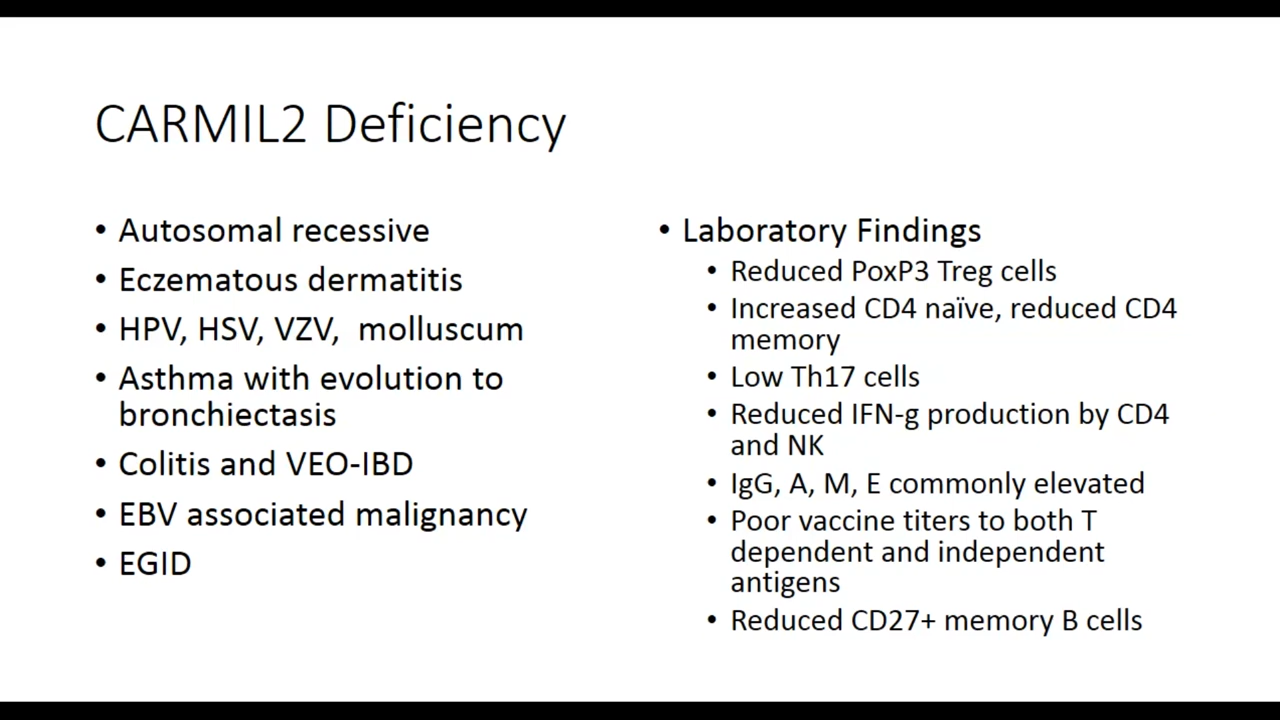 CARMIL2 Deficiency
• Autosomal recessive
• Eczematous dermatitis
• HPV, HSV, VZV,  molluscum
• Asthma with evolution to
bronchiectasis
• Colitis and VEO-IBD
• EBV associated malignancy
• EGID
• Laboratory Findings
• Reduced PoxP3 Treg cells
• Increased CD4 naïve, reduced CD4
memory
• Low Th17 cells
• Reduced IFN-g production by CD4
and NK
• IgG, A, M, E commonly elevated
• Poor vaccine titers to both T
dependent and independent
antigens
• Reduced CD27+ memory B cells